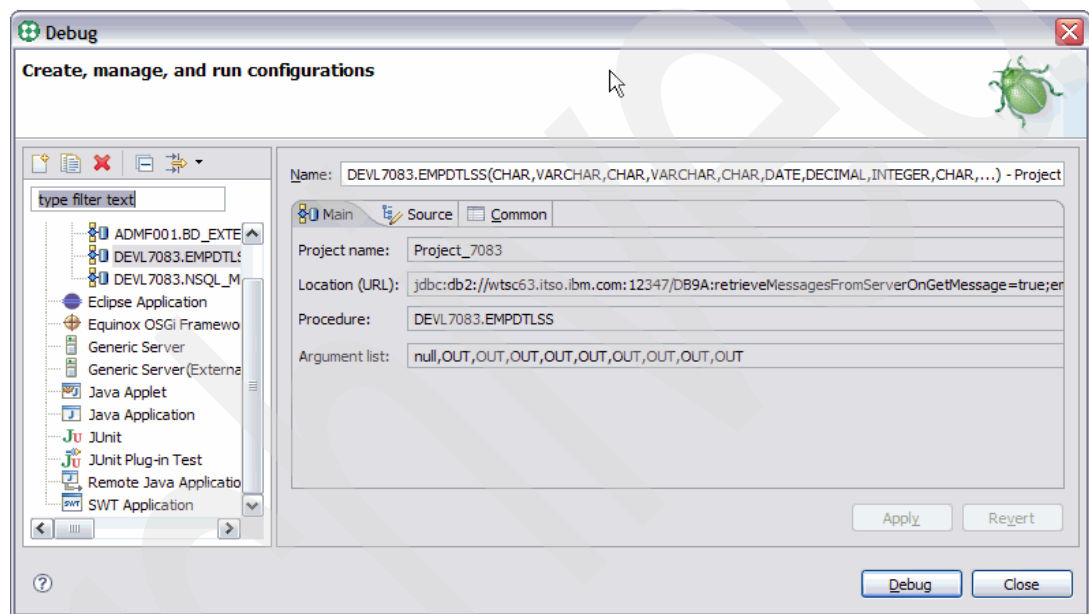 Debug
Create, manage, and run configurations
type filter text
ADMF001.BD_EXTE
DEVL7083.EMPDTLS
DEVL7083.NSQL_M
Eclipse Application
Equinox OSGi Framewo
Generic Server
Generic Server(Externa
Java Applet
Java Application
JUnit
JUnit Plug-in Test
Remote Java Applicatio
SWT Application
Name: DEVL7083.EMPDTLSS(CHAR,VARCHAR,CHAR,VARCHAR,CHAR,DATE,DECIMAL,INTEGER,CHAR,...) - Project
Main Source Common
Project name: Project_7083
Location (URL): jdbc:db2://wtsc63.itso.ibm.com:12347/DB9A:retrieveMessagesFromServerOnGetMessage=true;er
Procedure: DEVL7083.EMPDTLSS
Argument list: null,OUT,OUT,OUT,OUT,OUT,OUT,OUT,OUT,OUT
Apply Revert
Debug Close